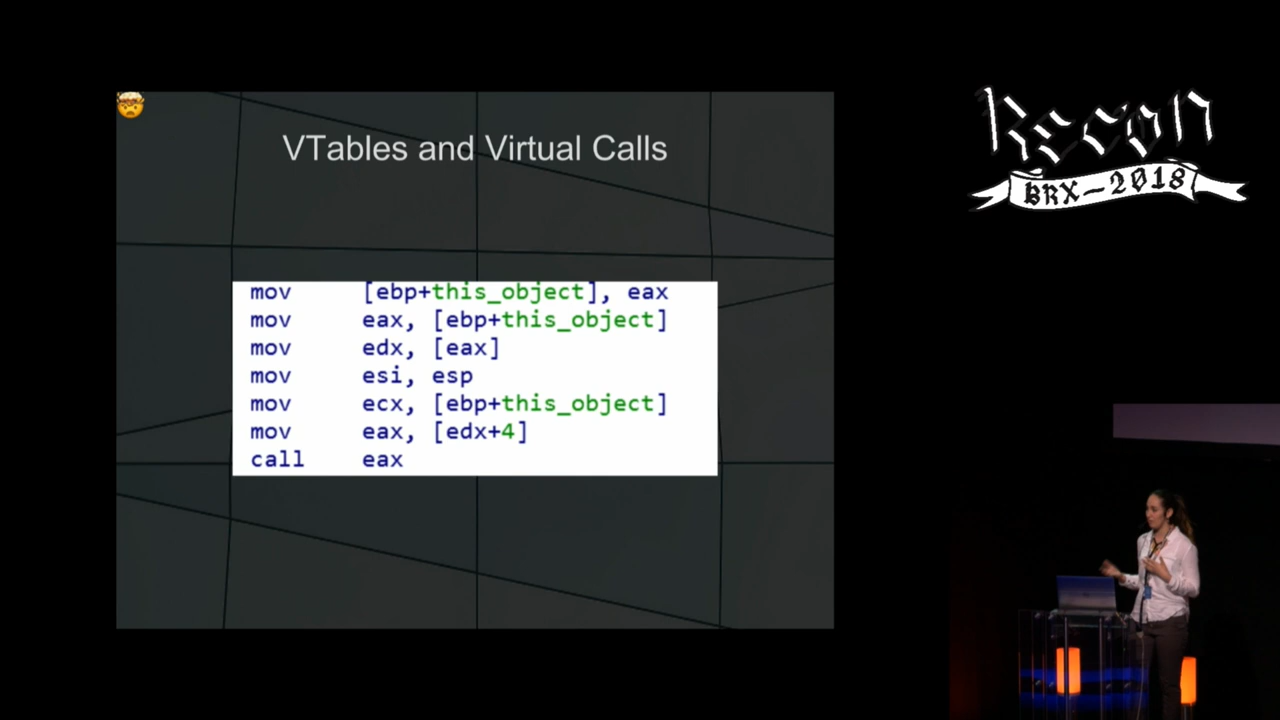 VTables and Virtual Calls
mov [ebp+this_object], eax
mov eax, [ebp+this_object]
mov edx, [eax]
mov esi, esp
mov ecx, [ebp+this_object]
mov eax, [edx+4]
call eax
Recon
BRX-2018